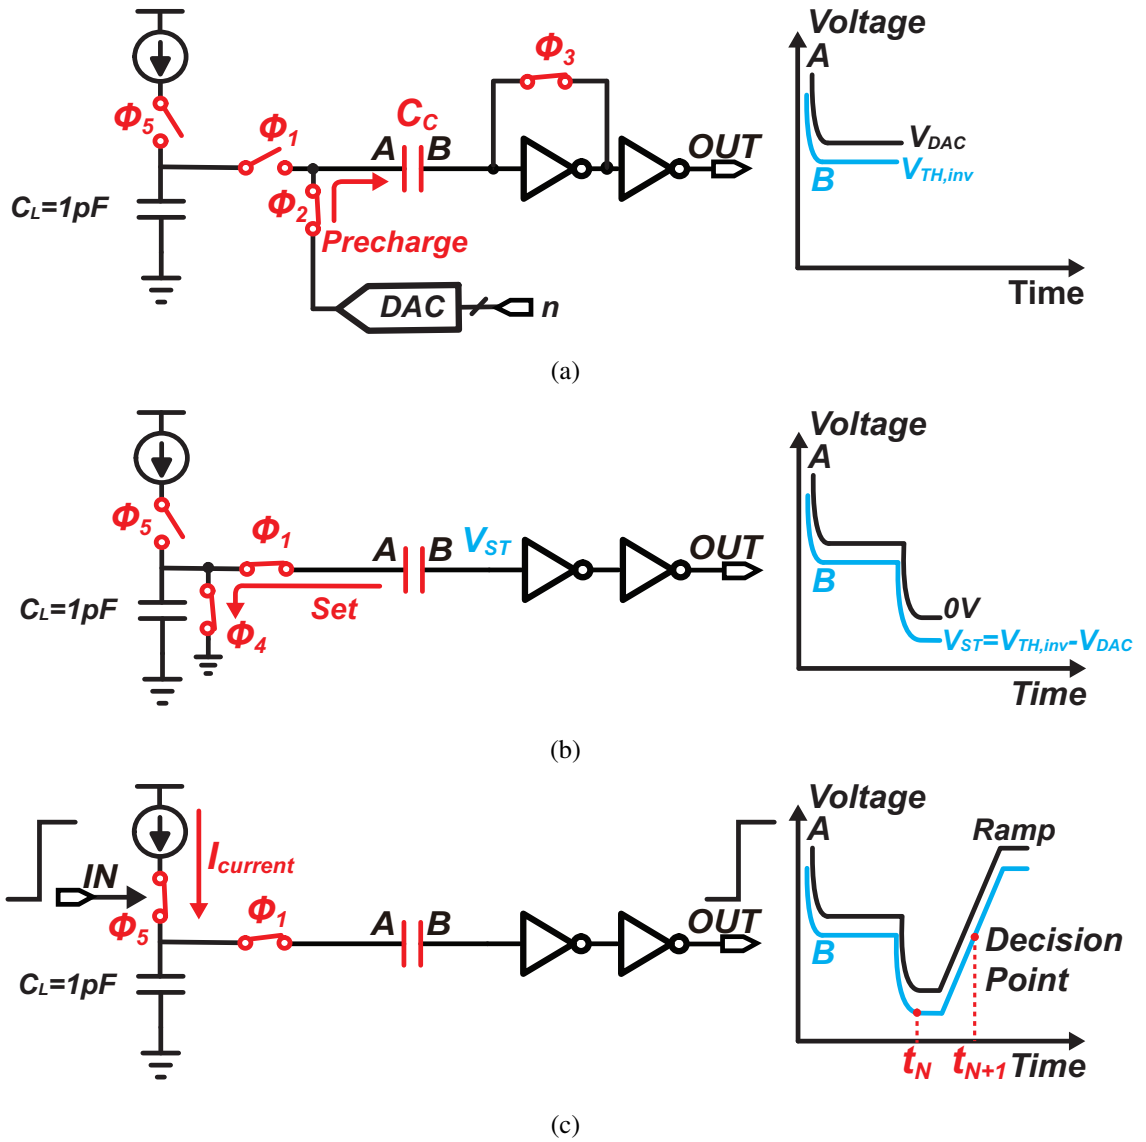 Voltage
A
Φ5
Φ1
Φ3
CC
A B
OUT
VDAC
VTH,inv
B
CL=1pF
Φ2
Precharge
DAC
n
Time
(a)
Voltage
A
Φ5
Φ1
A B
VST
OUT
B
CL=1pF
Set
Φ4
0V
VST=VTH,inv-VDAC
Time
(b)
Voltage
A
Ramp
IN
Icurrent
Φ5
Φ1
A B
OUT
B
Decision
Point
CL=1pF
tN
tN+1
Time
(c)